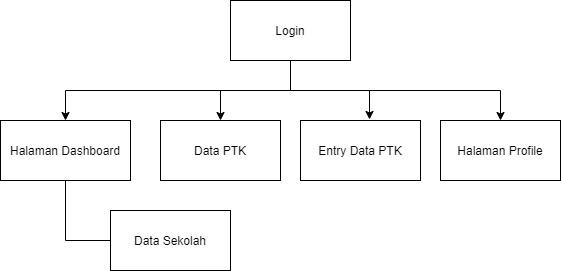 Login
Halaman Dashboard
Data PTK
Entry Data PTK
Halaman Profile
Data Sekolah